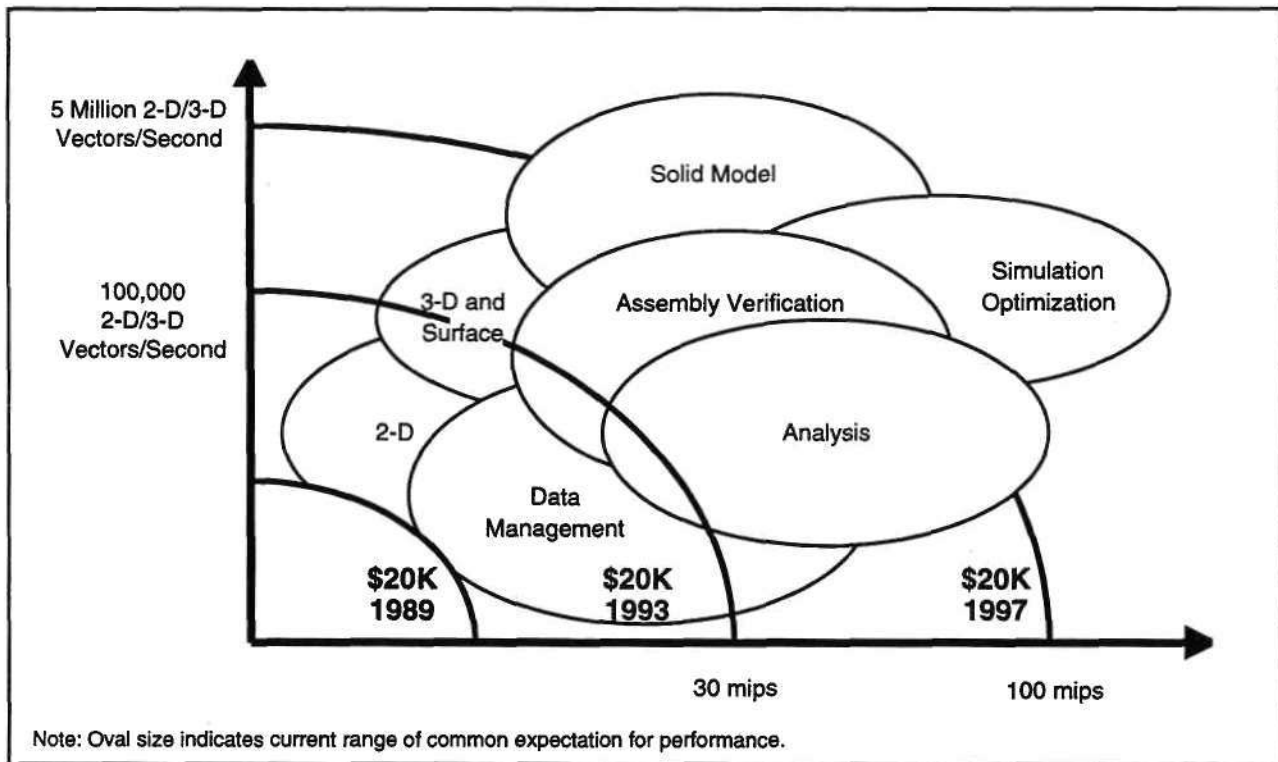 5 Million 2-D/3-D
Vectors/Second
Solid Model
Simulation
Optimization
100,000
2-D/3-D
Vectors/Second
3-D and
Surface
Assembly Verification
2-D
Analysis
Data
Management
$20K
1989
$20K
1993
$20K
1997
30 mips
100 mips
Note: Oval size indicates current range of common expectation for performance.